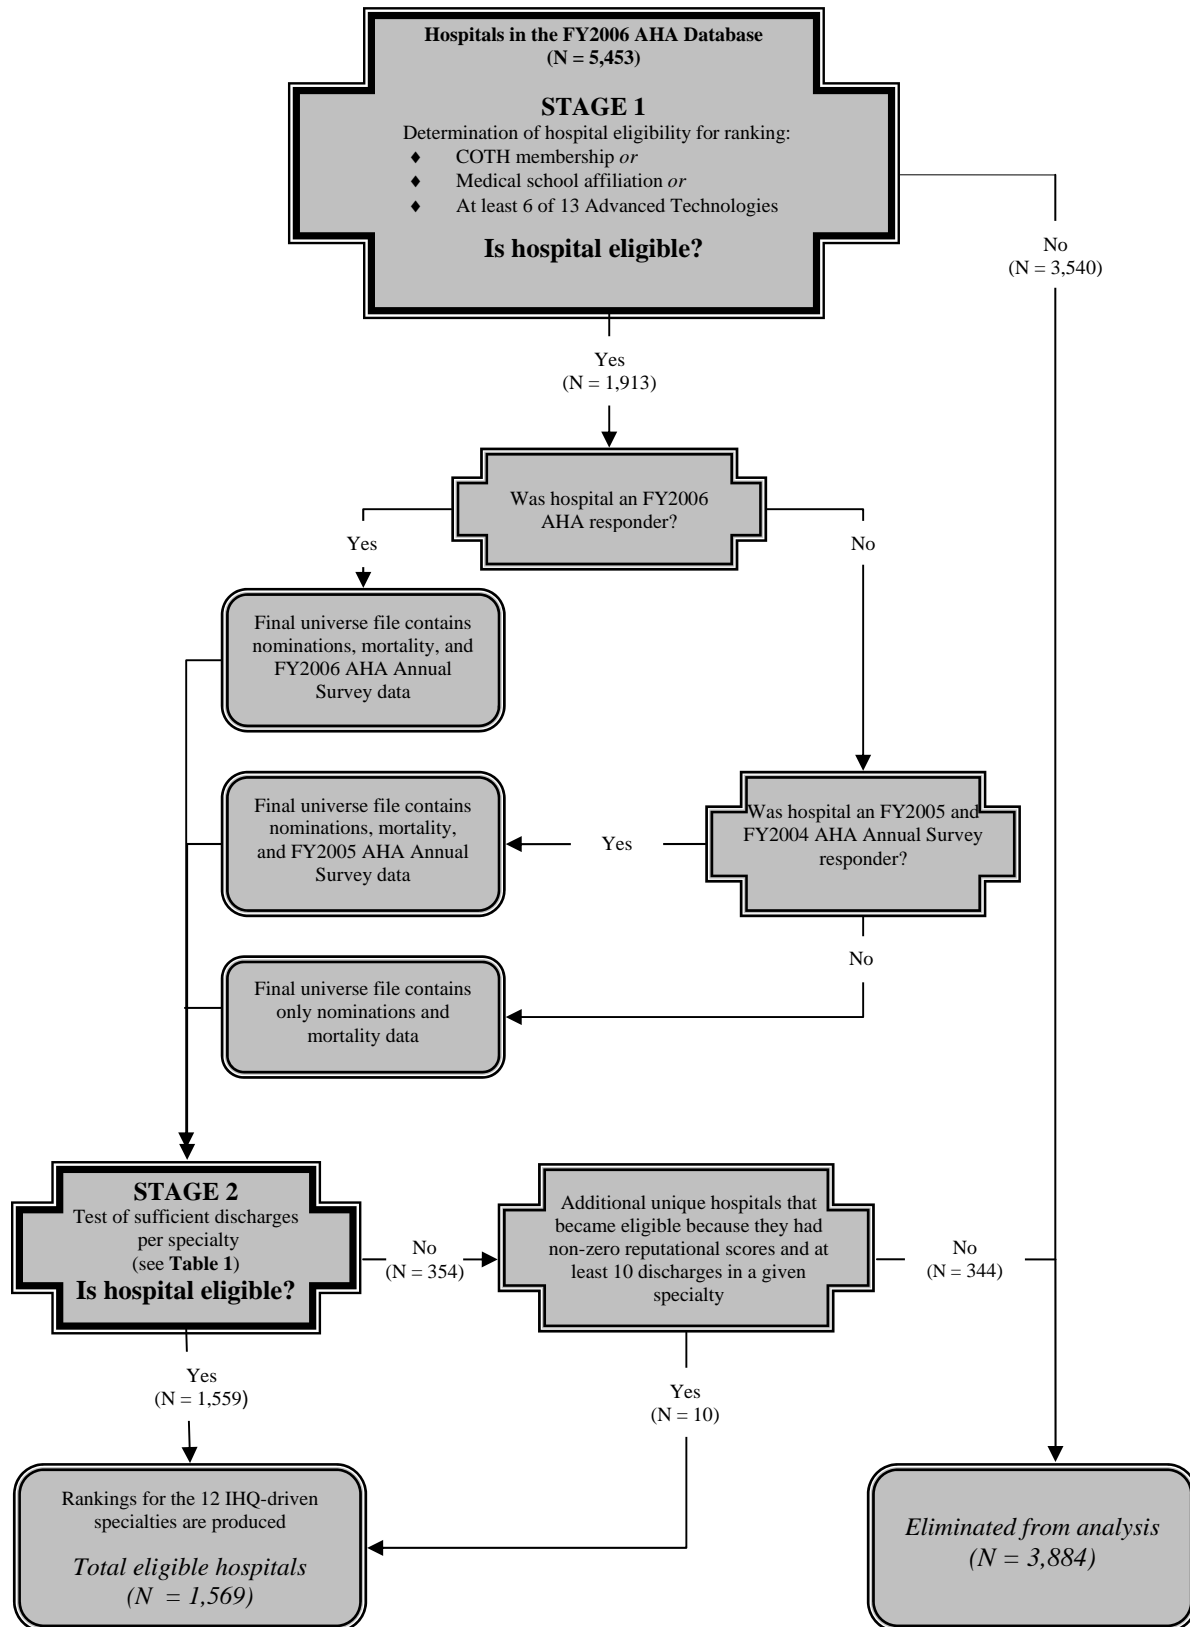 Hospitals in the FY2006 AHA Database
(N = 5,453)
STAGE 1
Determination of hospital eligibility for ranking:
♦ COTH membership or
♦ Medical school affiliation or
♦ At least 6 of 13 Advanced Technologies
Is hospital eligible?
No
(N = 3,540)
Yes
(N = 1,913)
Was hospital an FY2006
AHA responder?
Yes
No
Final universe file contains
nominations, mortality, and
FY2006 AHA Annual
Survey data
Final universe file contains
nominations, mortality,
and FY2005 AHA Annual
Survey data
Yes
Was hospital an FY2005 and
FY2004 AHA Annual Survey
responder?
No
Final universe file contains
only nominations and
mortality data
STAGE 2
Test of sufficient discharges
per specialty
(see Table 1)
Is hospital eligible?
No
(N = 354)
Additional unique hospitals that
became eligible because they had
non-zero reputational scores and at
least 10 discharges in a given
specialty
No
(N = 344)
Yes
(N = 1,559)
Yes
(N = 10)
Rankings for the 12 IHQ-driven
specialties are produced
Total eligible hospitals
(N = 1,569)
Eliminated from analysis
(N = 3,884)